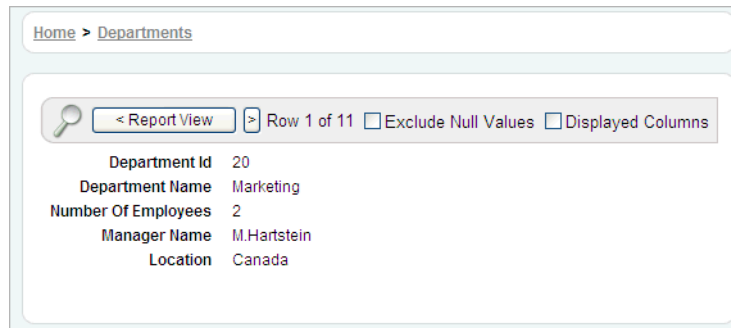 Home > Departments
< Report View > Row 1 of 11 Exclude Null Values Displayed Columns
Department Id 20
Department Name Marketing
Number Of Employees 2
Manager Name M.Hartstein
Location Canada